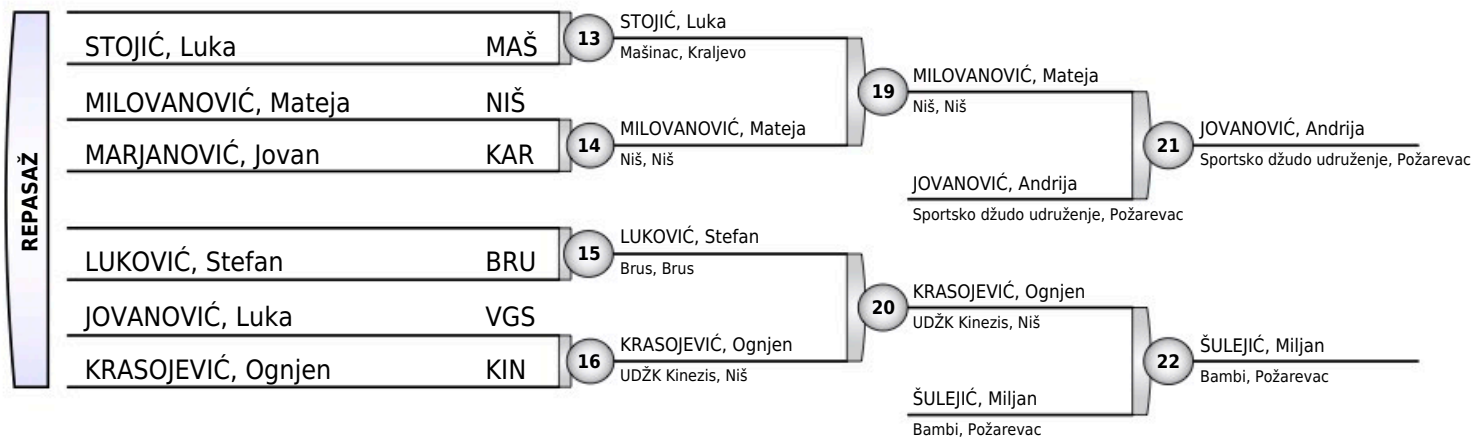 REPASAŽ
STOJIĆ, Luka MAŠ
MILOVANOVIĆ, Mateja NIŠ
MARJANOVIĆ, Jovan KAR
LUKOVIĆ, Stefan BRU
JOVANOVIĆ, Luka VGS
KRASOJEVIĆ, Ognjen KIN
13
STOJIĆ, Luka
Mašinac, Kraljevo
14
MILOVANOVIĆ, Mateja
Niš, Niš
15
LUKOVIĆ, Stefan
Brus, Brus
16
KRASOJEVIĆ, Ognjen
UDŽK Kinezis, Niš
19
MILOVANOVIĆ, Mateja
Niš, Niš
JOVANOVIĆ, Andrija
Sportsko džudo udruženje, Požarevac
20
KRASOJEVIĆ, Ognjen
UDŽK Kinezis, Niš
ŠULEJIĆ, Miljan
Bambi, Požarevac
21
JOVANOVIĆ, Andrija
Sportsko džudo udruženje, Požarevac
22
ŠULEJIĆ, Miljan
Bambi, Požarevac